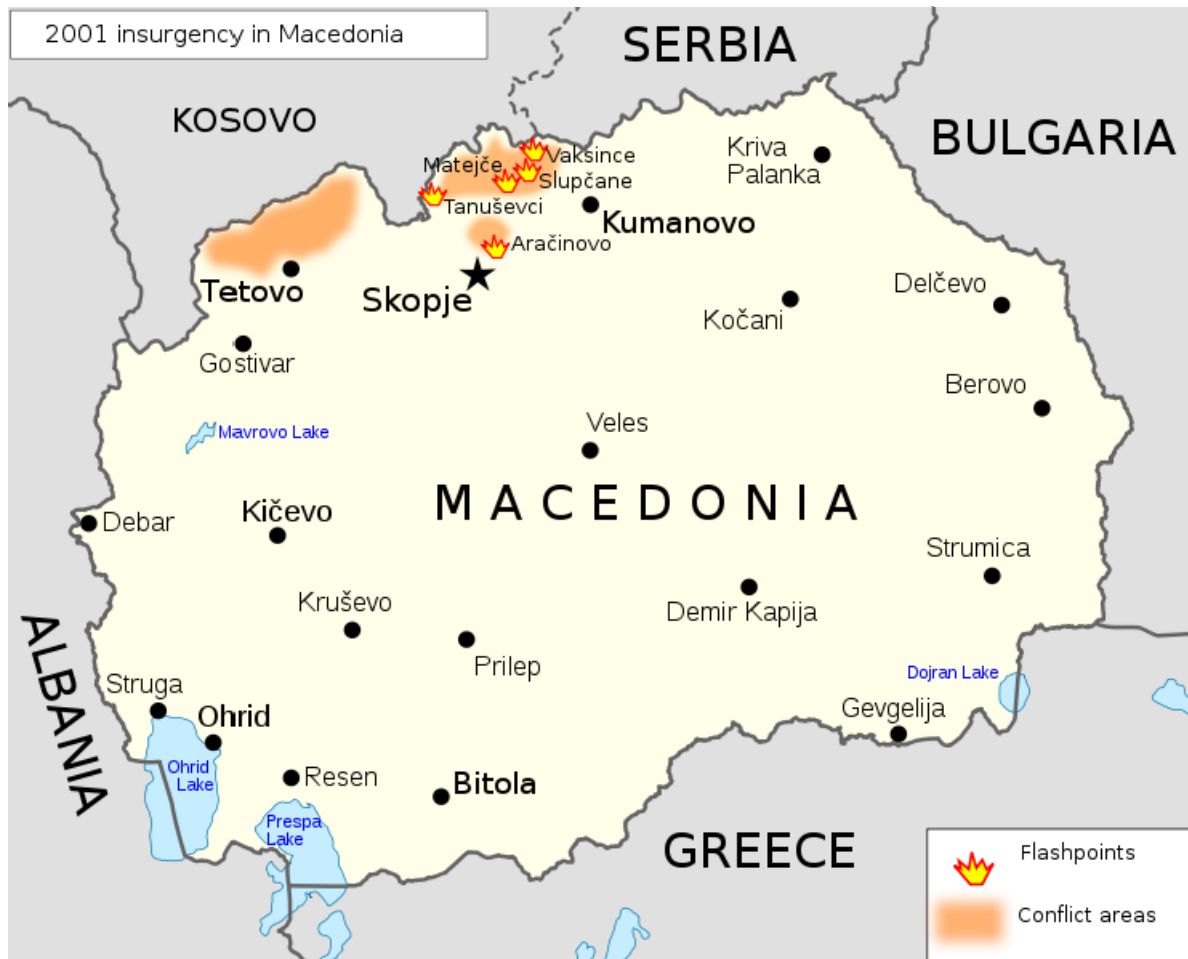 2001 insurgency in Macedonia
SERBIA
KOSOVO
BULGARIA
Kriva
Palanka
Matejče
Vaksince
Slupčane
Tanuševci
Kumanovo
Aračinovo
Tetovo
Skopje
Delčevo
Kočani
Gostivar
Berovo
Veles
Mavrovo Lake
MACEDONIA
Kičevo
Debar
Strumica
Kruševo
Demir Kapija
Prilep
ALBANIA
Struga
Dojran Lake
Ohrid
Gevgelija
Ohrid
Lake
Resen
Bitola
Prespa
Lake
GREECE
Flashpoints
Conflict areas